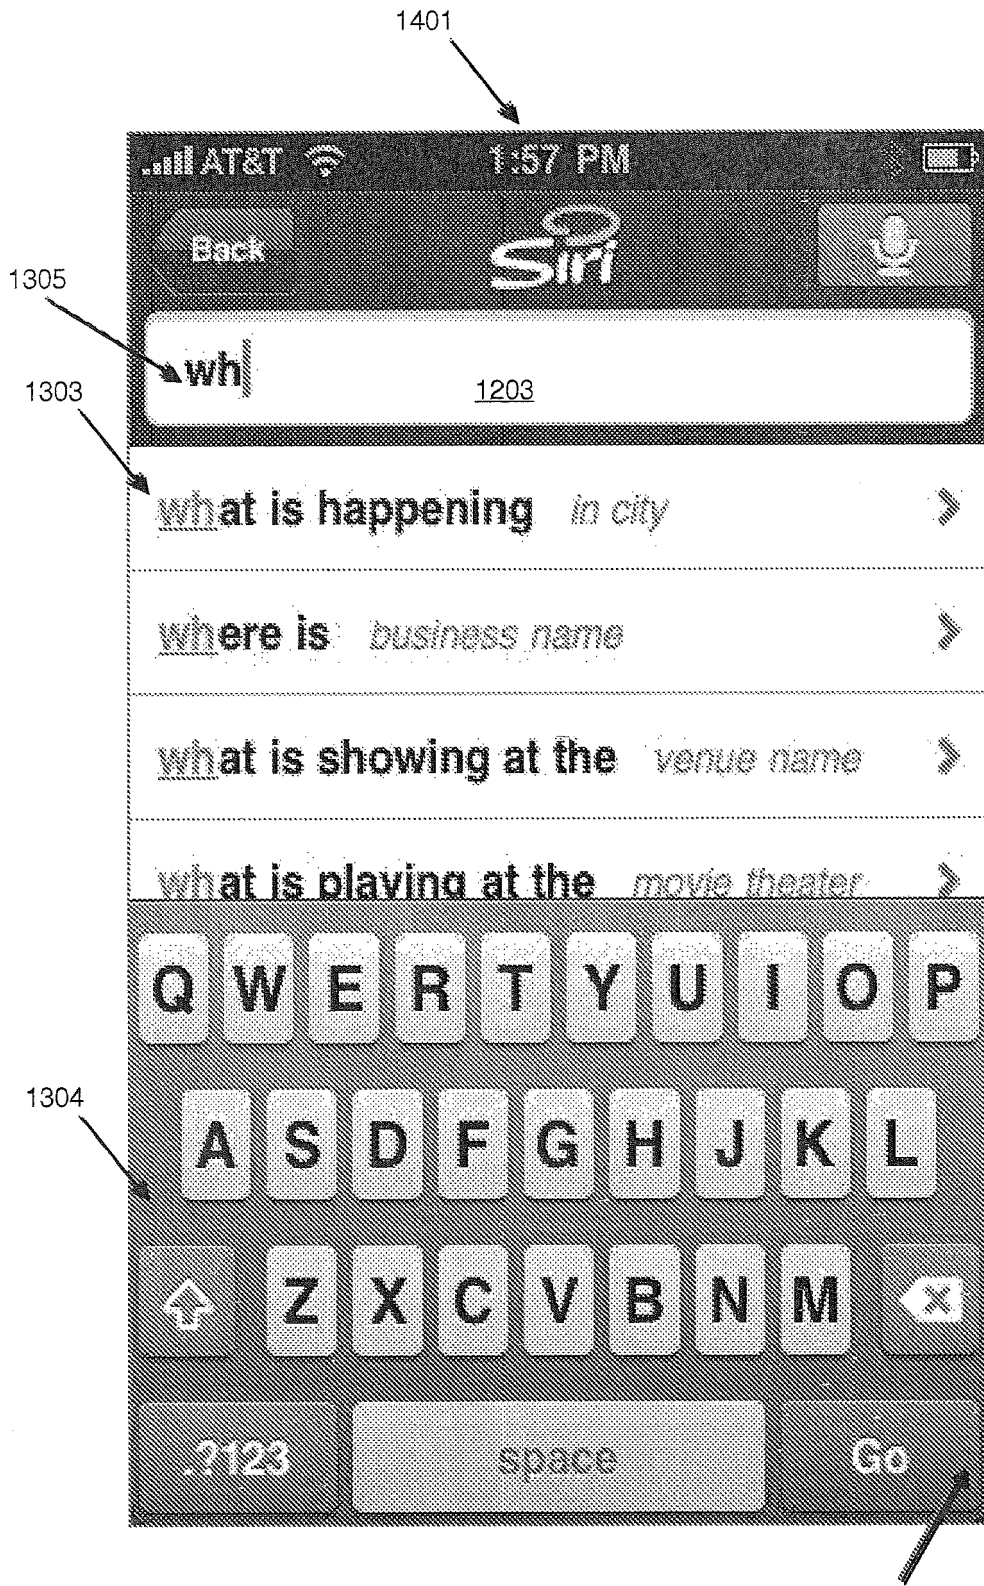 1401
AT&T 1:57 PM
Back Siri
1305
wh
1303
1203
what is happening in city
where is business name
what is showing at the venue name
what is playing at the movie theater
Q W E R T Y U I O P
1304
A S D F G H J K L
Z X C V B N M
.?123 space Go